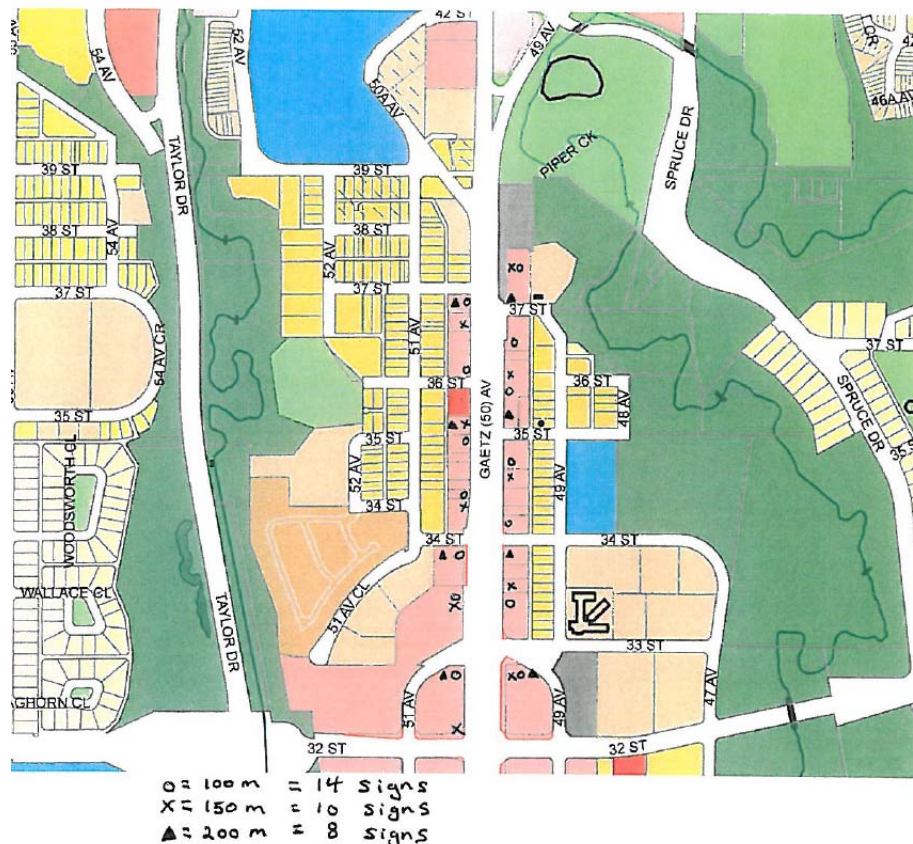 42 ST
54 AV
52 AV
50A AV
49 AV
46A AV
TAYLOR DR
39 ST
39 ST
PIPER CK
SPRUCE DR
38 ST
54 AV
38 ST
52 AV
37 ST
37 ST
37 ST
37 ST
54 AV CR
51 AV
36 ST
36 ST
GAETZ (50) AV
48 AV
35 ST
35 ST
35 ST
SPRUCE DR
WOODSWORTH CL
52 AV
49 AV
34 ST
34 ST
34 ST
WALLACE CL
TAYLOR DR
51 AV CL
33 ST
51 AV
49 AV
47 AV
AGHORN CL
32 ST
32 ST
O = 100 m = 14 signs
X = 150 m = 10 signs
▲ = 200 m = 8 signs